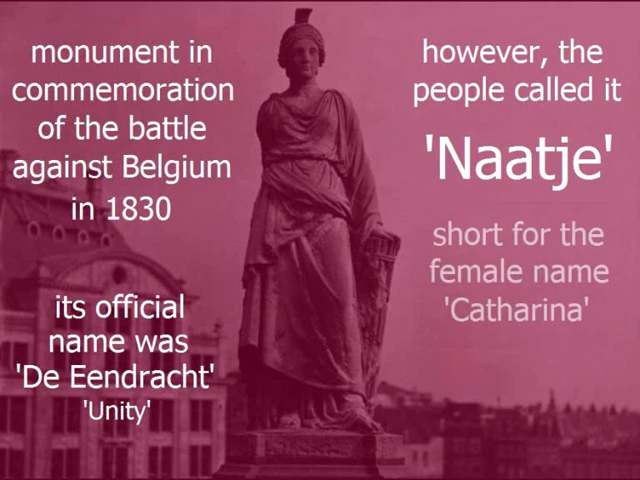 monument in
commemoration
of the battle
against Belgium
in 1830
its official
name was
'De Eendracht'
'Unity'
however, the
people called it
'Naatje'
short for the
female name
'Catharina'